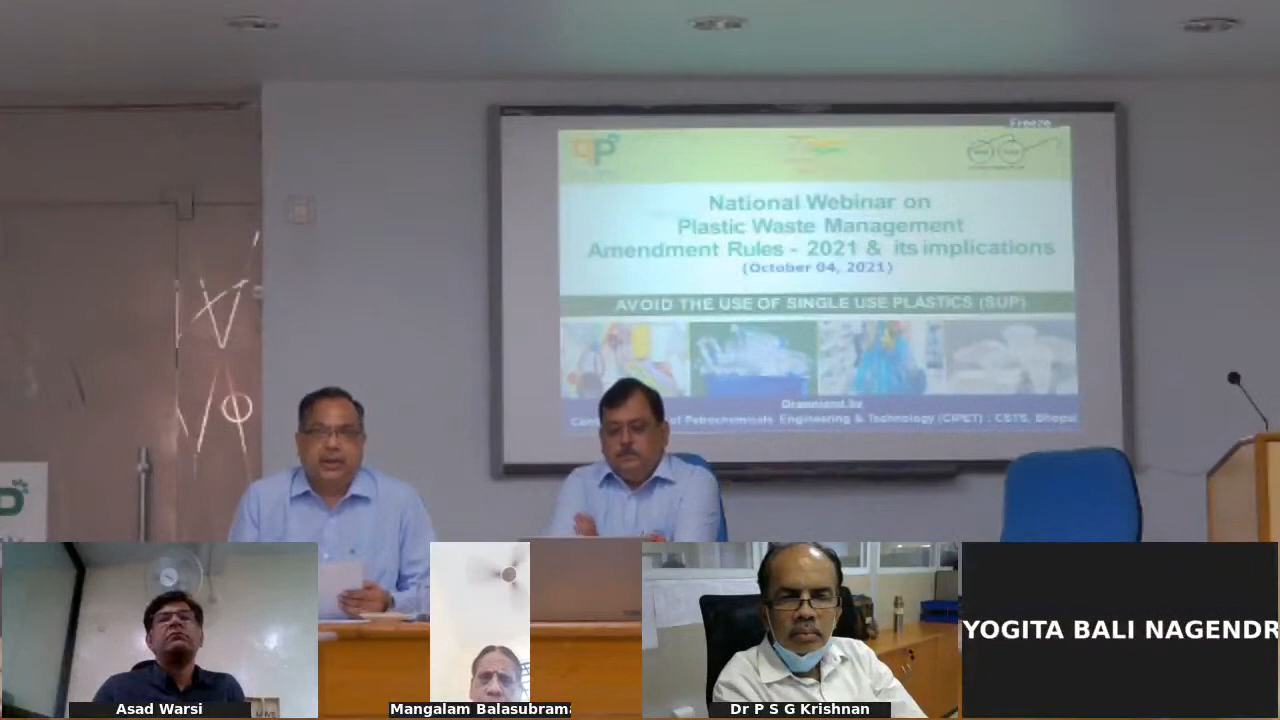 Freeze
National Webinar on
Plastic Waste Management
Amendment Rules - 2021 & its implications
(October 04, 2021)
AVOID THE USE OF SINGLE USE PLASTICS (SUP)
of Petrochemicals Engineering & Technology (CIPET) : CSTS, Bhopal
Asad Warsi
Mangalam Balasubrama
Dr P S G Krishnan
YOGITA BALI NAGENDR